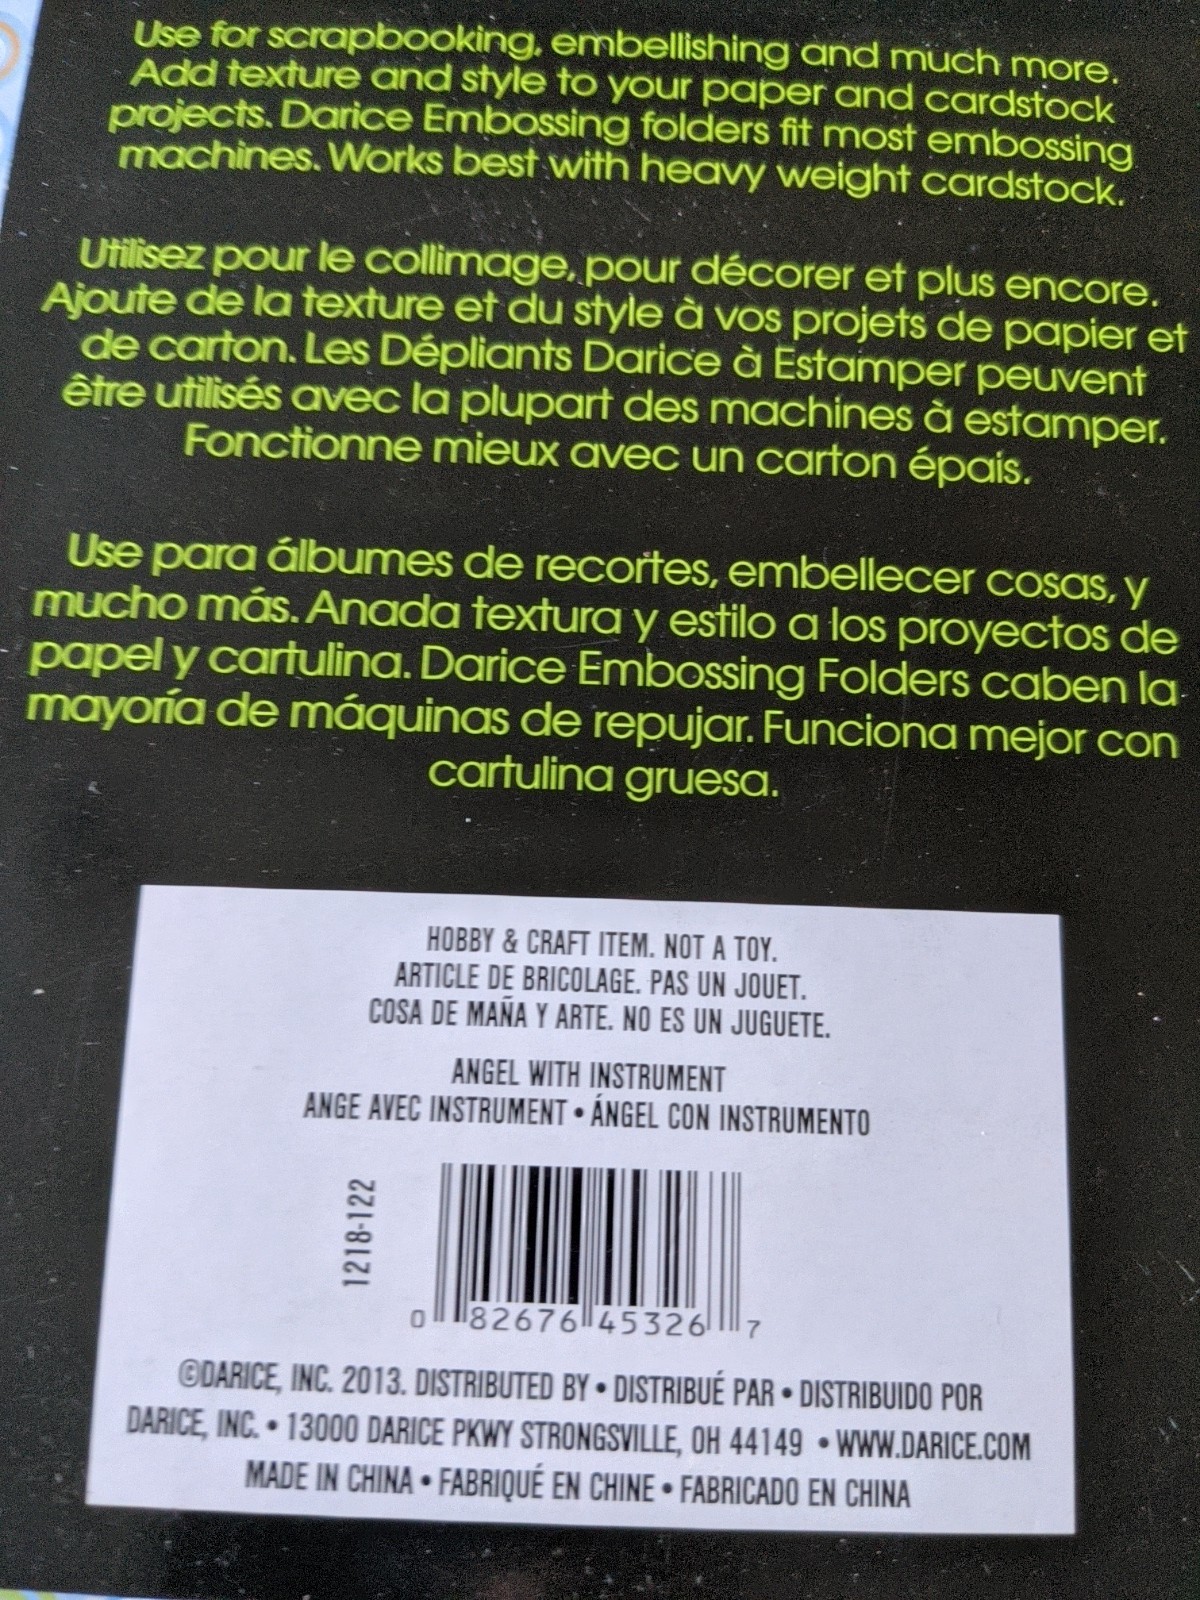 Use for scrapbooking, embellishing and much more.
Add texture and style to your paper and cardstock
projects. Darice Embossing folders fit most embossing
machines. Works best with heavy weight cardstock.
Utilisez pour le collimage, pour décorer et plus encore.
Ajoute de la texture et du style à vos projets de papier et
de carton. Les Dépliants Darice à Estamper peuvent
être utilisés avec la plupart des machines à estamper.
Fonctionne mieux avec un carton épais.
Use para álbumes de recortes, embellecer cosas, y
mucho más. Anada textura y estilo a los proyectos de
papel y cartulina. Darice Embossing Folders caben la
mayoría de máquinas de repujar. Funciona mejor con
cartulina gruesa.
HOBBY & CRAFT ITEM. NOT A TOY.
ARTICLE DE BRICOLAGE. PAS UN JOUET.
COSA DE MAÑA Y ARTE. NO ES UN JUGUETE.
ANGEL WITH INSTRUMENT
ANGE AVEC INSTRUMENT • ÁNGEL CON INSTRUMENTO
1218-122
0 82676 45326 7
©DARICE, INC. 2013. DISTRIBUTED BY • DISTRIBUÉ PAR • DISTRIBUIDO POR
DARICE, INC. • 13000 DARICE PKWY STRONGSVILLE, OH 44149 • WWW.DARICE.COM
MADE IN CHINA • FABRIQUÉ EN CHINE • FABRICADO EN CHINA